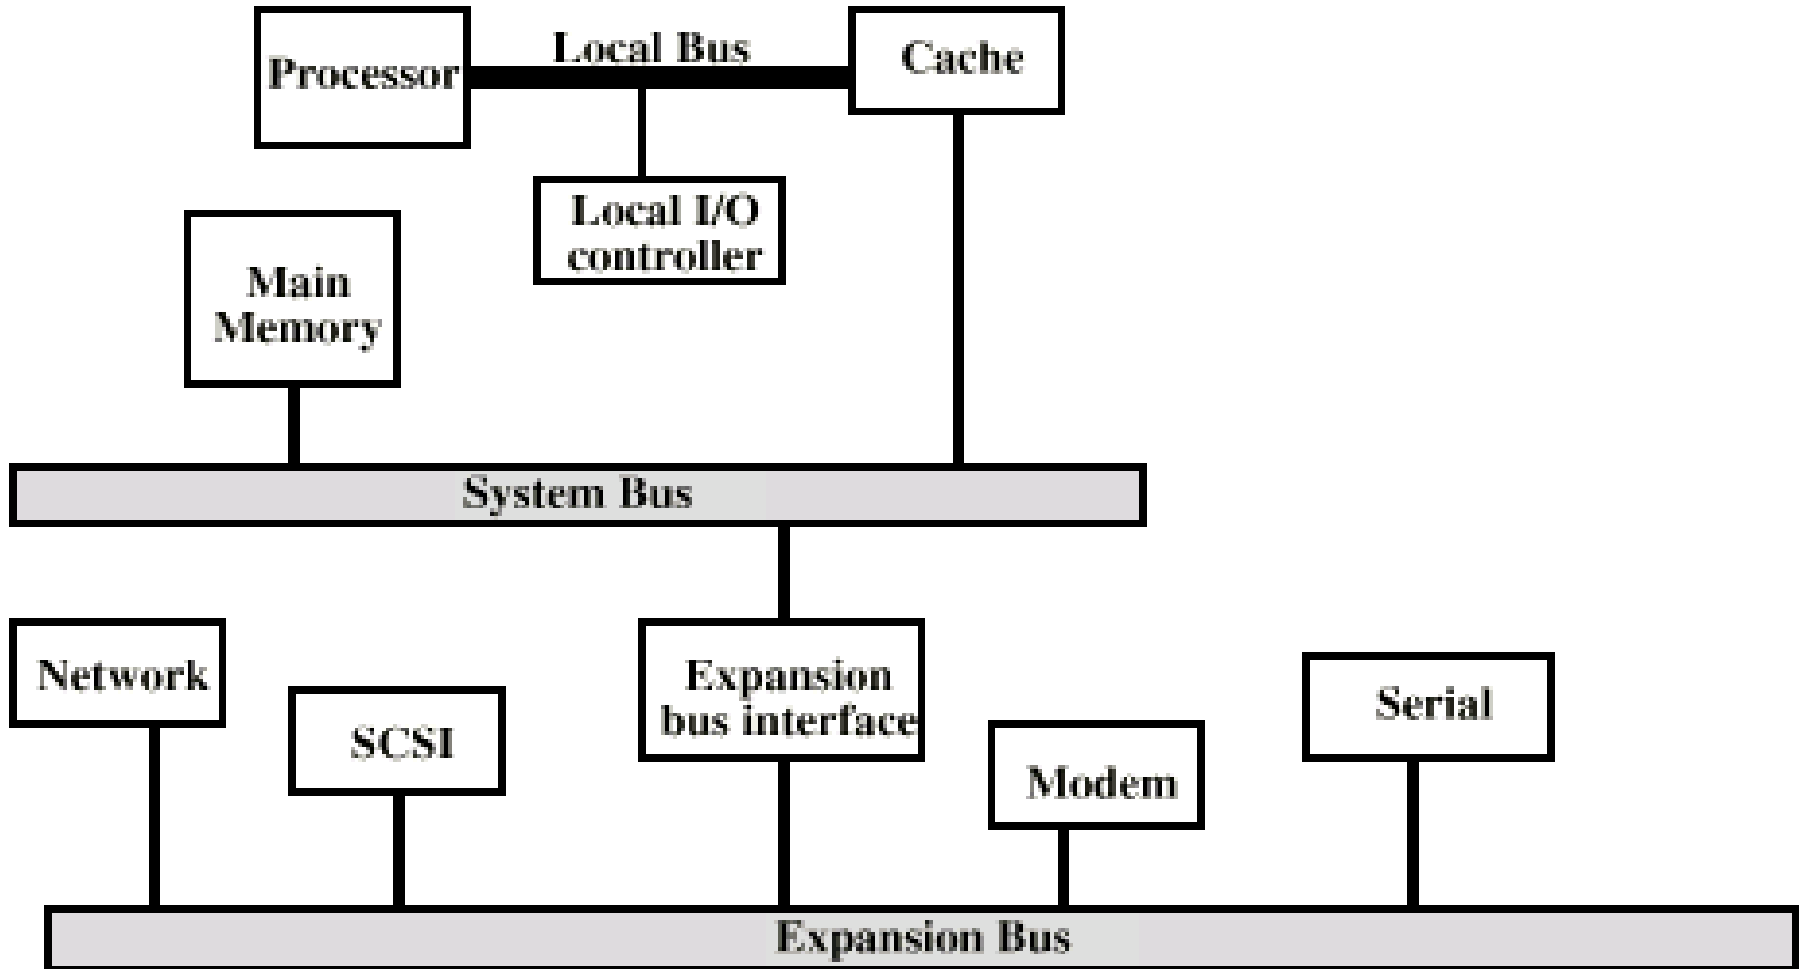 Processor
Local Bus
Cache
Local I/O
controller
Main
Memory
System Bus
Network
SCSI
Expansion
bus interface
Modem
Serial
Expansion Bus